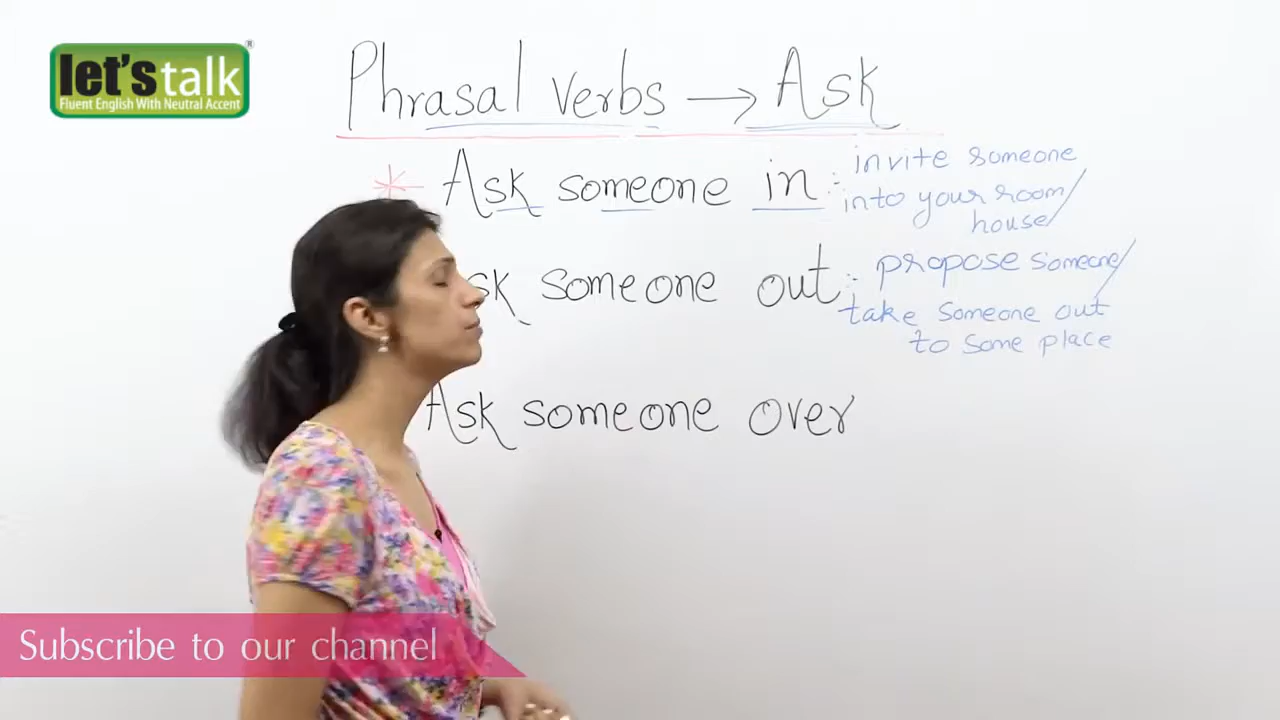 let's talk ®
Fluent English With Neutral Accent
Phrasal verbs → Ask
* Ask someone in : invite someone
into your room/
house/
sk someone out : propose someone/
take someone out
to some place
Ask someone over
Subscribe to our channel